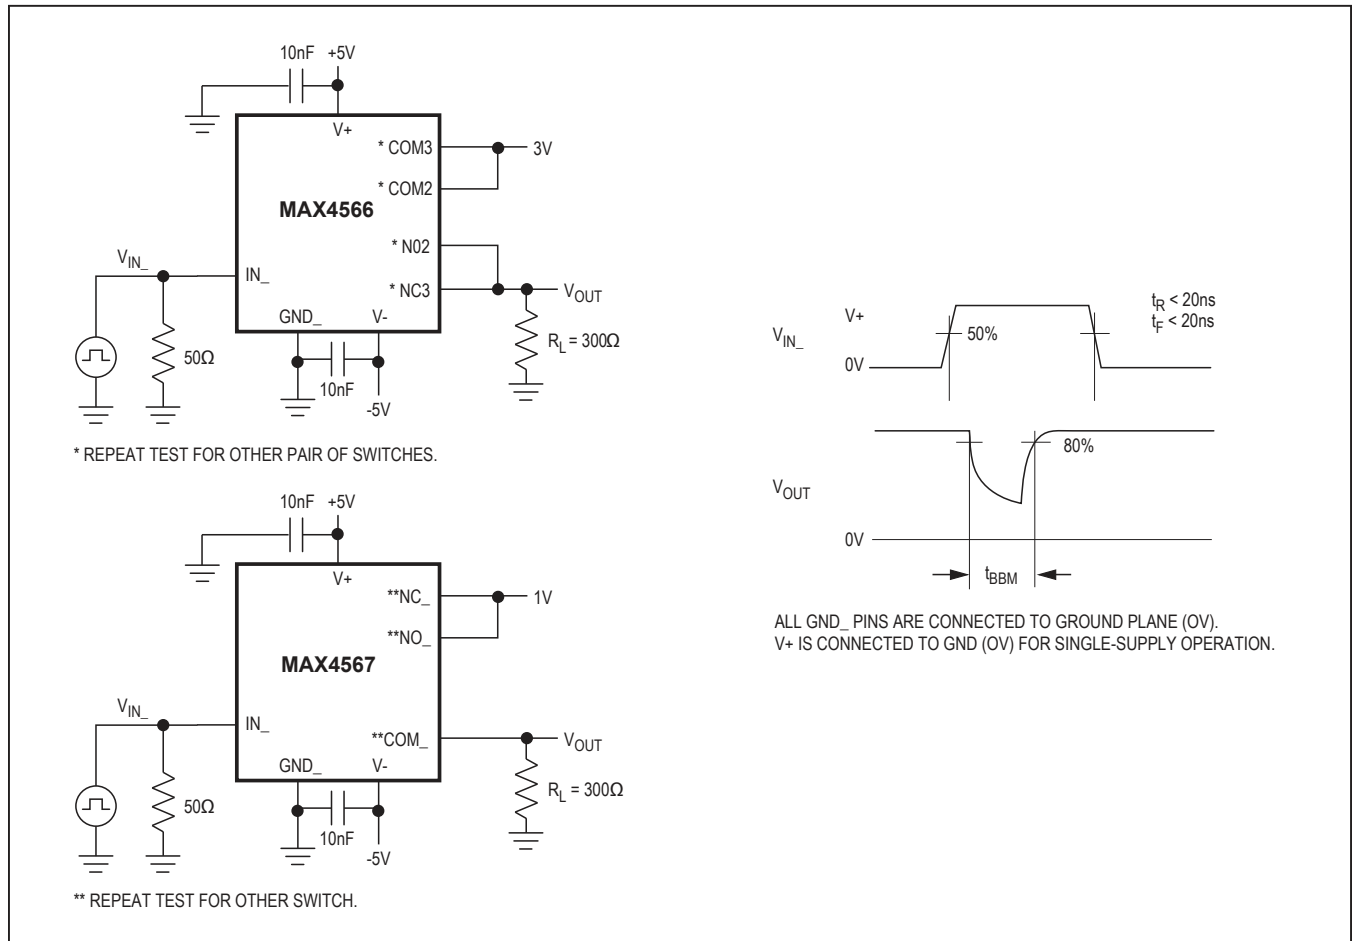 10nF +5V
V+
* COM3
3V
* COM2
MAX4566
* N02
V_IN_
IN_
* NC3
V_OUT
GND_ V-
R_L = 300Ω
50Ω
10nF
-5V
* REPEAT TEST FOR OTHER PAIR OF SWITCHES.
10nF +5V
V+
**NC_
1V
**NO_
MAX4567
V_IN_
IN_
**COM_
V_OUT
GND_ V-
R_L = 300Ω
50Ω
10nF
-5V
** REPEAT TEST FOR OTHER SWITCH.
t_R < 20ns
t_F < 20ns
V+
V_IN_
50%
0V
80%
V_OUT
0V
t_BBM
ALL GND_ PINS ARE CONNECTED TO GROUND PLANE (OV).
V+ IS CONNECTED TO GND (OV) FOR SINGLE-SUPPLY OPERATION.